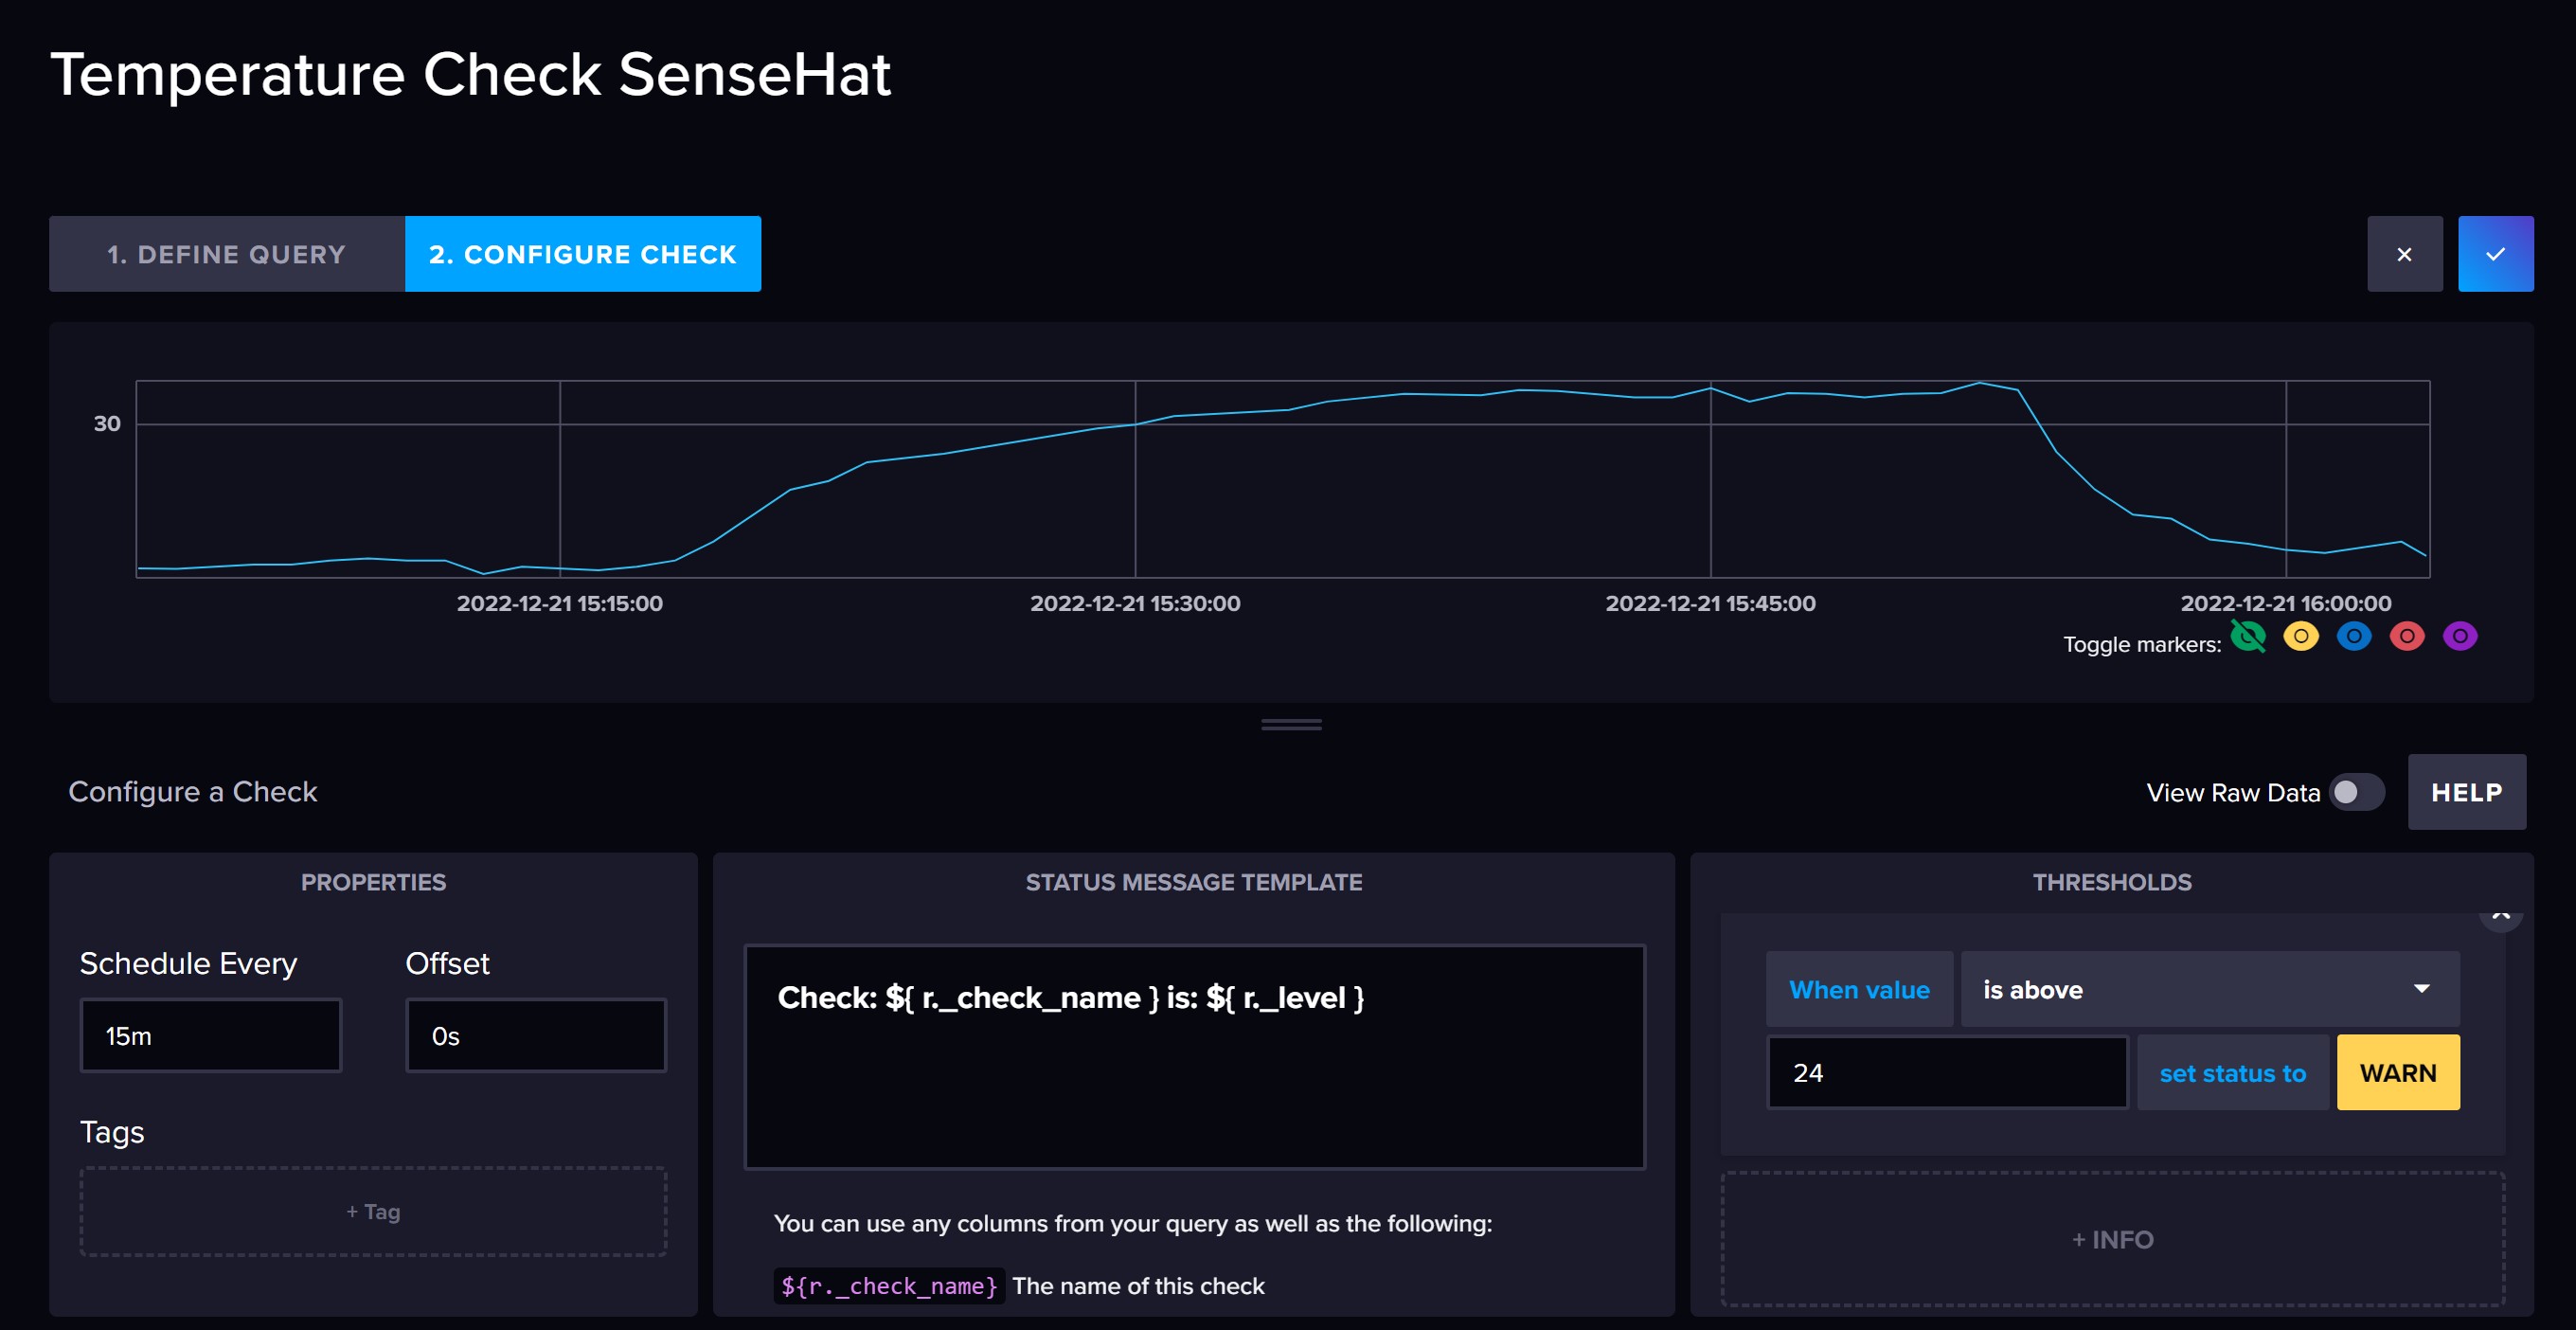 Temperature Check SenseHat
1. DEFINE QUERY
2. CONFIGURE CHECK
30
2022-12-21 15:15:00
2022-12-21 15:30:00
2022-12-21 15:45:00
2022-12-21 16:00:00
Toggle markers:
Configure a Check
View Raw Data
HELP
PROPERTIES
Schedule Every
Offset
15m
0s
Tags
+ Tag
STATUS MESSAGE TEMPLATE
Check: ${ r._check_name } is: ${ r._level }
You can use any columns from your query as well as the following:
${r._check_name} The name of this check
THRESHOLDS
When value
is above
24
set status to
WARN
+ INFO